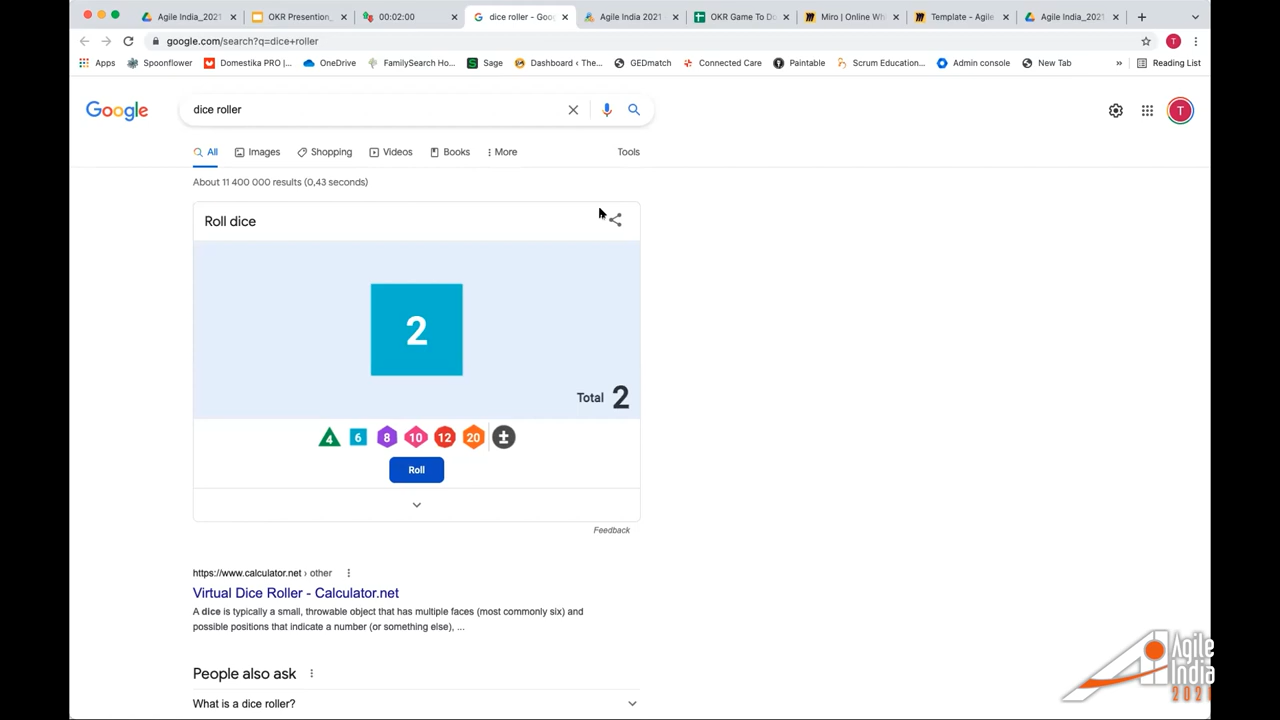 Agile India_2021
OKR Presention_
00:02:00
dice roller - Goo
Agile India 2021
OKR Game To Do
Miro | Online Wh
Template - Agile
Agile India_2021
google.com/search?q=dice+roller
T
Apps
Spoonflower
Domestika PRO |...
OneDrive
FamilySearch Ho...
Sage
Dashboard ‹ The...
GEDmatch
Connected Care
Paintable
Scrum Education...
Admin console
New Tab
»
Reading List
Google
dice roller
T
All
Images
Shopping
Videos
Books
More
Tools
About 11 400 000 results (0,43 seconds)
Roll dice
2
Total 2
4 6 8 10 12 20 ±
Roll
Feedback
https://www.calculator.net › other
Virtual Dice Roller - Calculator.net
A dice is typically a small, throwable object that has multiple faces (most commonly six) and
possible positions that indicate a number (or something else), ...
People also ask
What is a dice roller?
Agile
India
2021